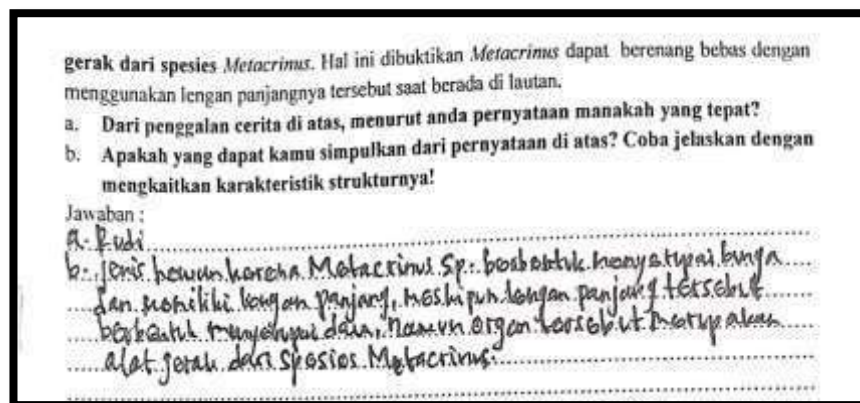 gerak dari spesies Metacrinus. Hal ini dibuktikan Metacrinus dapat berenang bebas dengan
menggunakan lengan panjangnya tersebut saat berada di lautan.
a. Dari penggalan cerita di atas, menurut anda pernyataan manakah yang tepat?
b. Apakah yang dapat kamu simpulkan dari pernyataan di atas? Coba jelaskan dengan
mengkaitkan karakteristik strukturnya!
Jawaban :
a. Rudi
b. Jenis hewan karena Metacrinus Sp. berbentuk menyerupai bunga
dan memiliki lengan panjang, meskipun lengan panjang tersebut
berbentuk menyerupai daun, namun organ tersebut merupakan
alat gerak dari spesies Metacrinus.